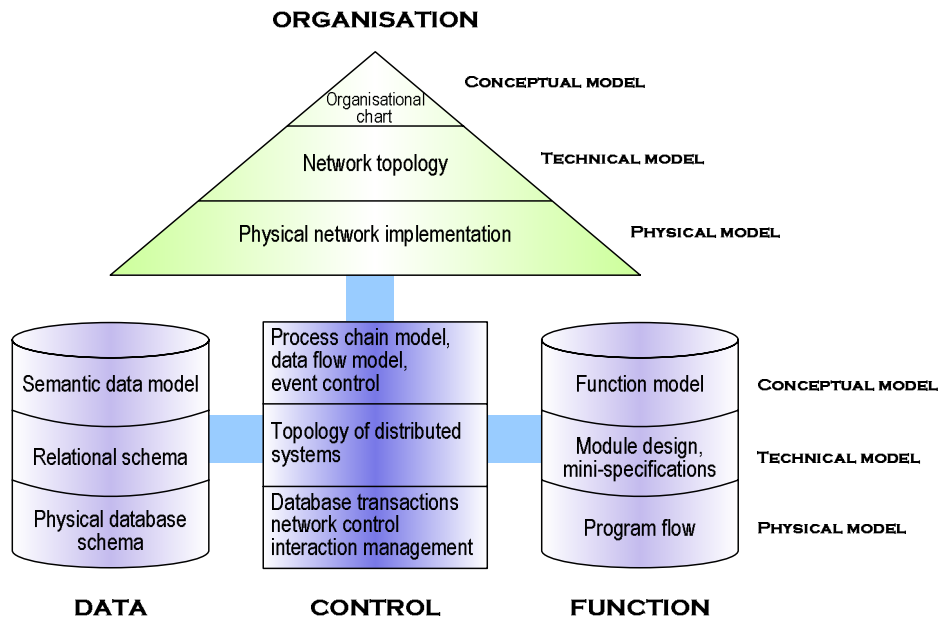 ORGANISATION
CONCEPTUAL MODEL
Organisational
chart
Network topology
TECHNICAL MODEL
Physical network implementation
PHYSICAL MODEL
Semantic data model
Relational schema
Physical database
schema
DATA
Process chain model,
data flow model,
event control
Topology of distributed
systems
Database transactions
network control
interaction management
CONTROL
Function model
Module design,
mini-specifications
Program flow
FUNCTION
CONCEPTUAL MODEL
TECHNICAL MODEL
PHYSICAL MODEL